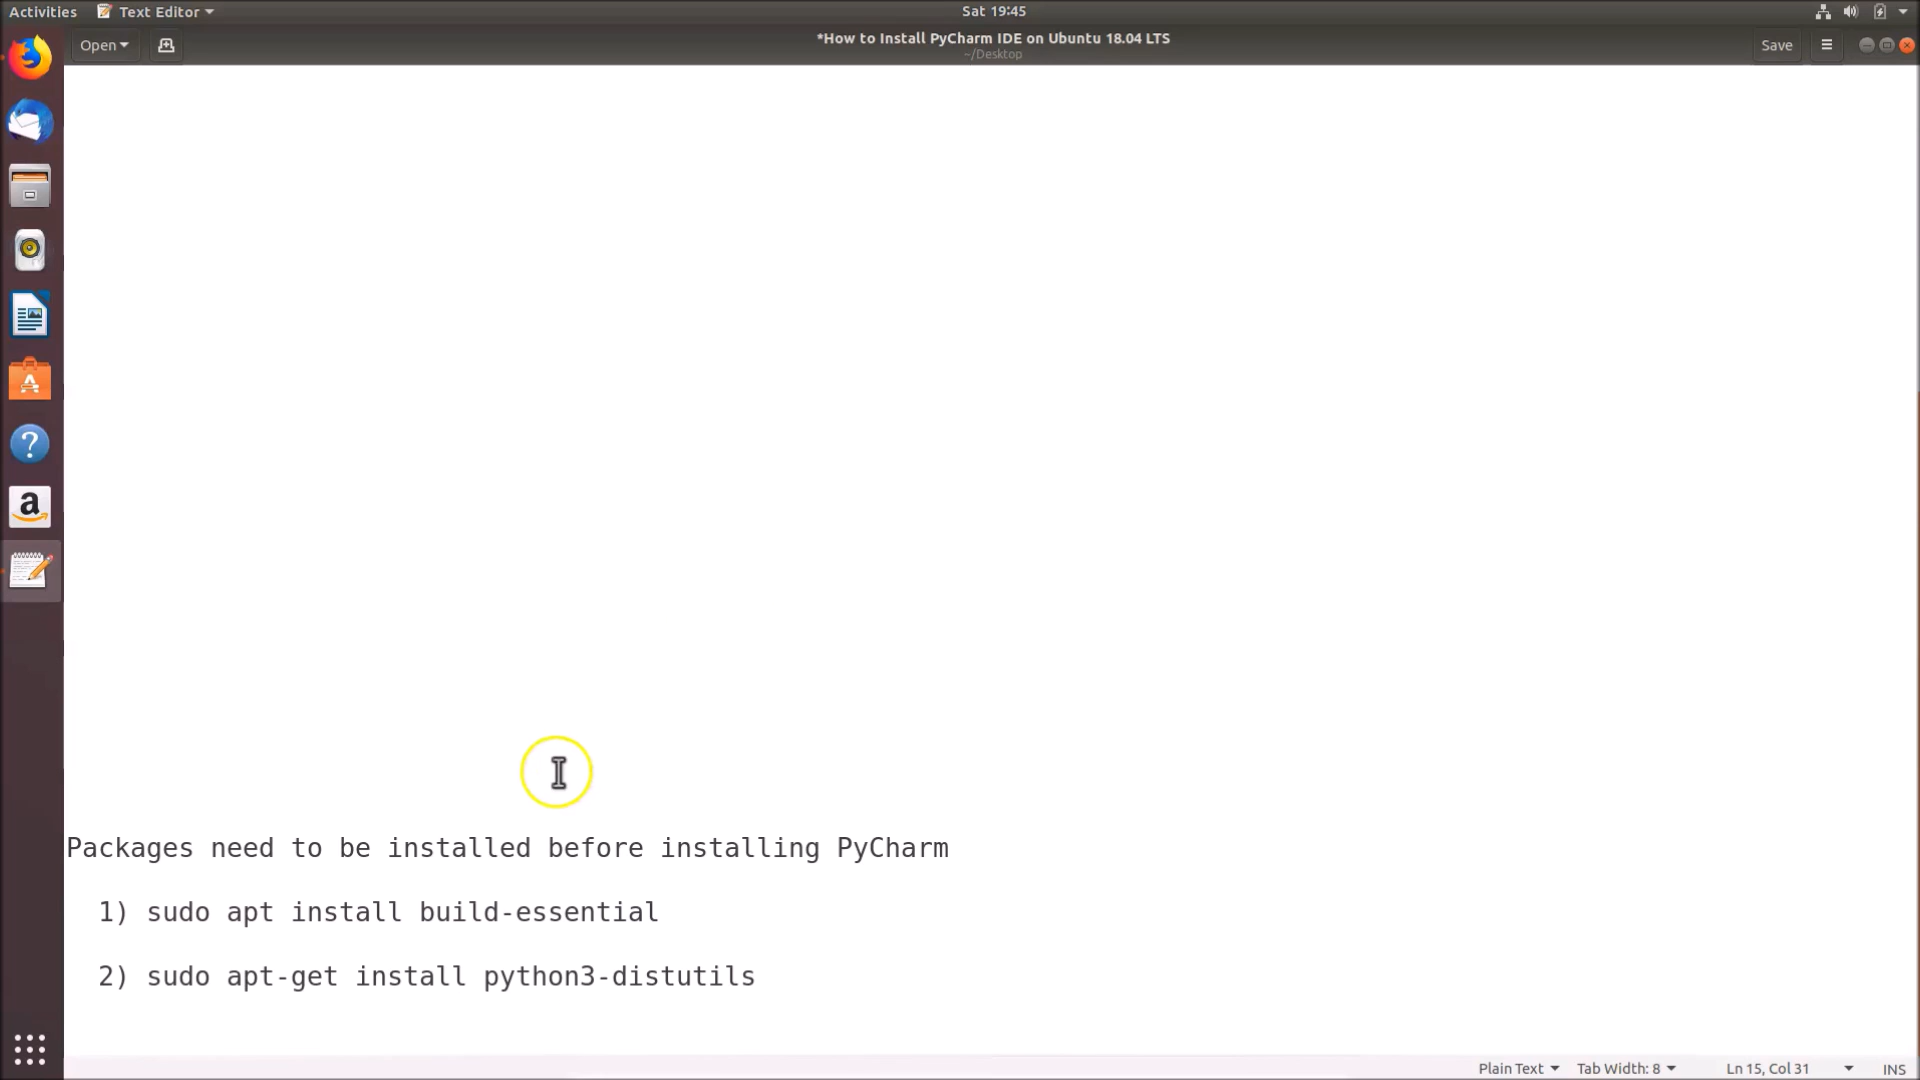 Activities Text Editor Sat 19:45
Open *How to Install PyCharm IDE on Ubuntu 18.04 LTS Save
~/Desktop
Packages need to be installed before installing PyCharm
1) sudo apt install build-essential
2) sudo apt-get install python3-distutils
Plain Text Tab Width: 8 Ln 15, Col 31 INS